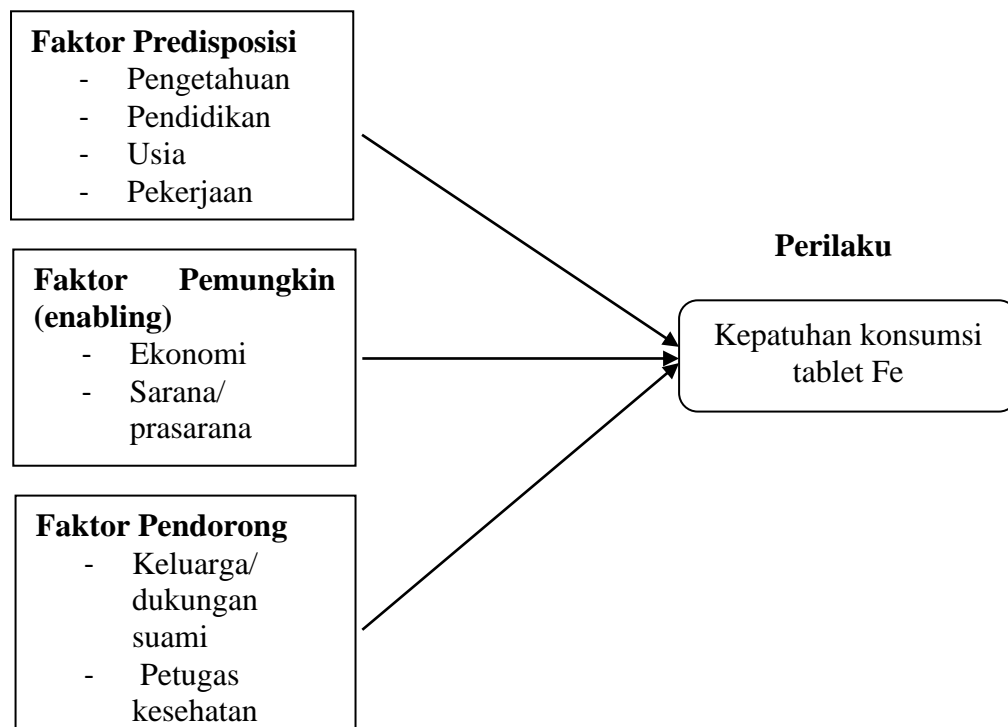 Faktor Predisposisi
- Pengetahuan
- Pendidikan
- Usia
- Pekerjaan
Faktor Pemungkin
(enabling)
- Ekonomi
- Sarana/
prasarana
Faktor Pendorong
- Keluarga/
dukungan
suami
- Petugas
kesehatan
Perilaku
Kepatuhan konsumsi
tablet Fe